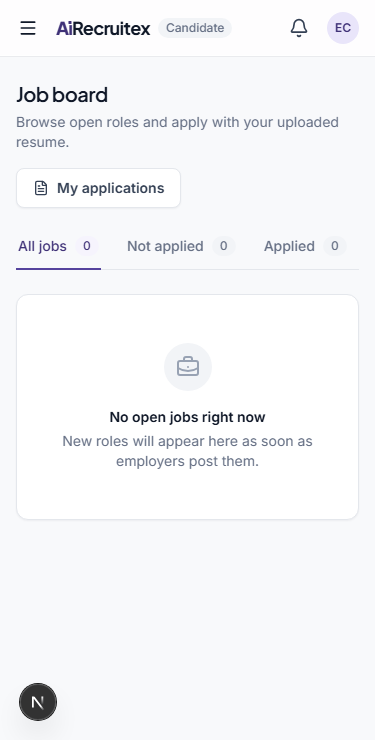 AiRecruitex Candidate EC
Job board
Browse open roles and apply with your uploaded
resume.
My applications
All jobs 0 Not applied 0 Applied 0
No open jobs right now
New roles will appear here as soon as
employers post them.
N